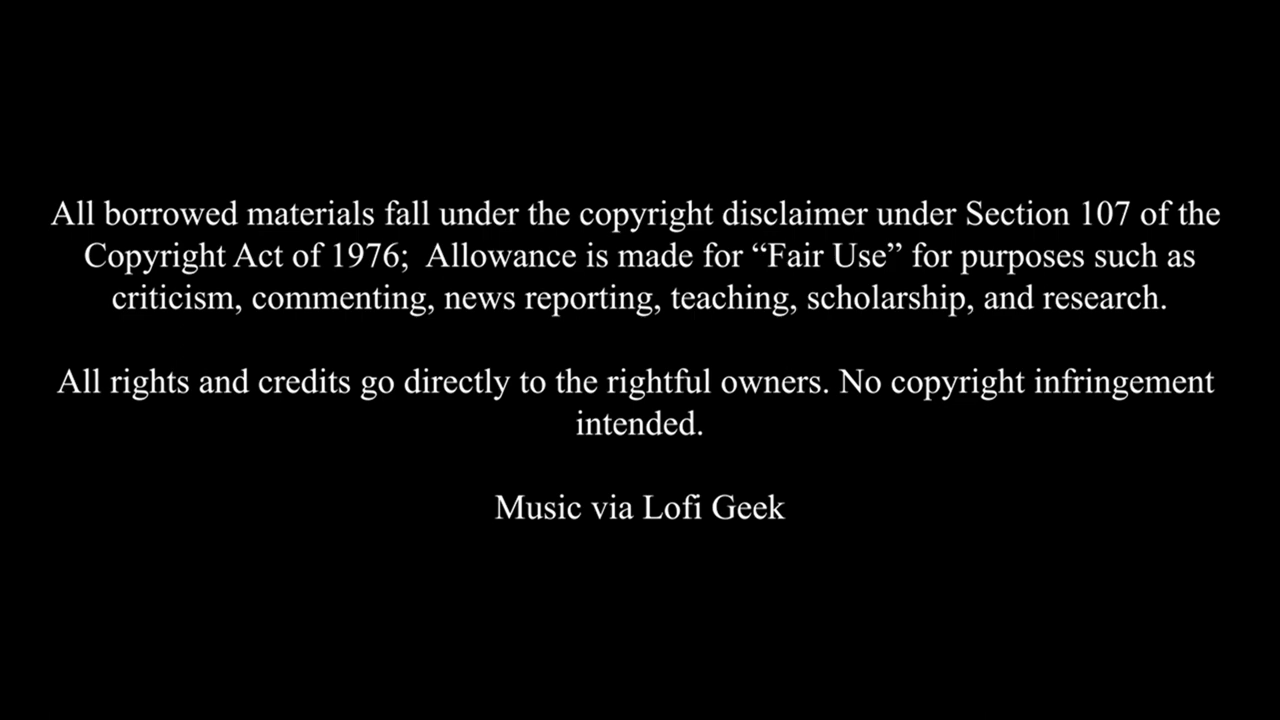 All borrowed materials fall under the copyright disclaimer under Section 107 of the
Copyright Act of 1976;  Allowance is made for “Fair Use” for purposes such as
criticism, commenting, news reporting, teaching, scholarship, and research.
All rights and credits go directly to the rightful owners. No copyright infringement
intended.
Music via Lofi Geek